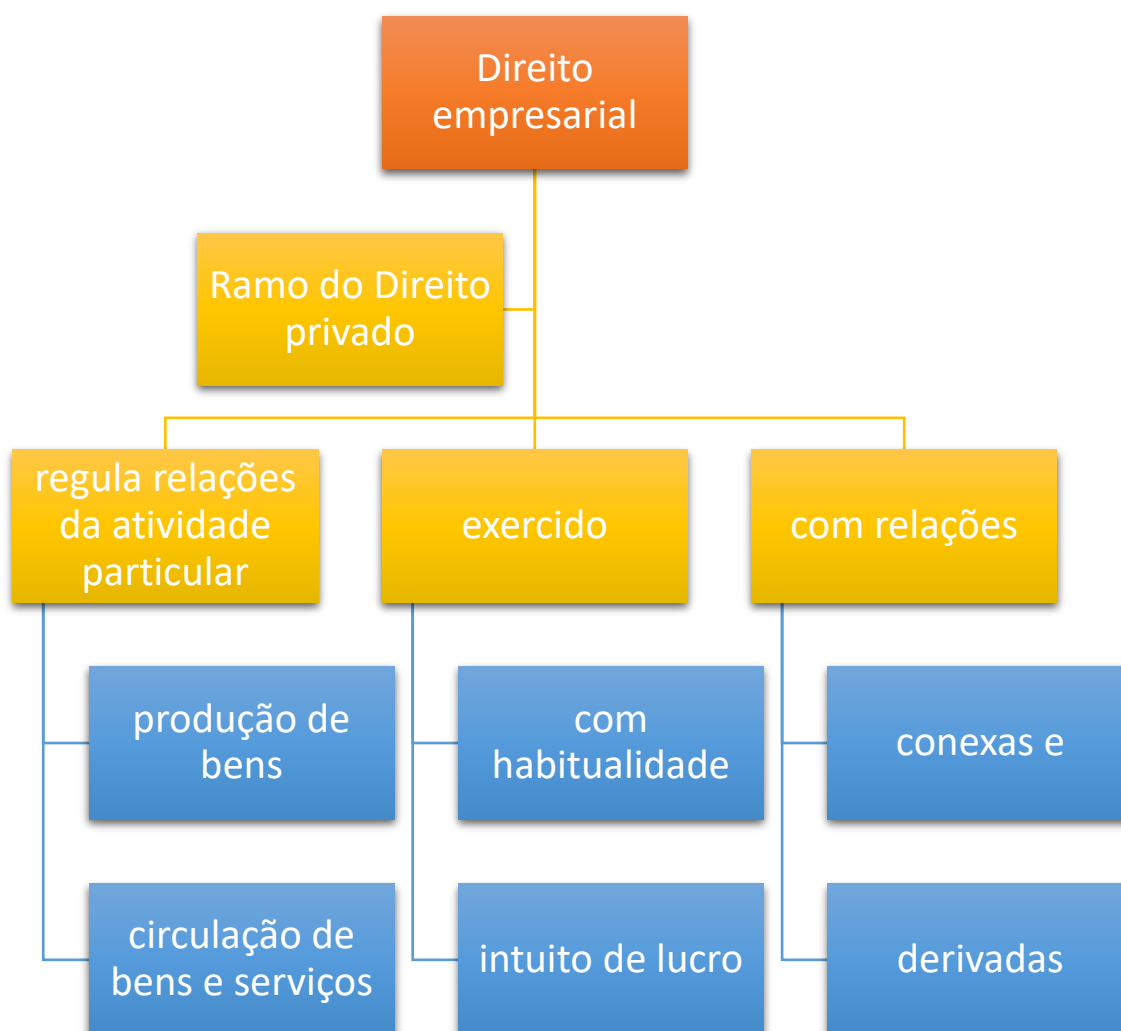 Direito
empresarial
Ramo do Direito
privado
regula relações
da atividade
particular
exercido
com relações
produção de
bens
com
habitualidade
conexas e
circulação de
bens e serviços
intuito de lucro
derivadas